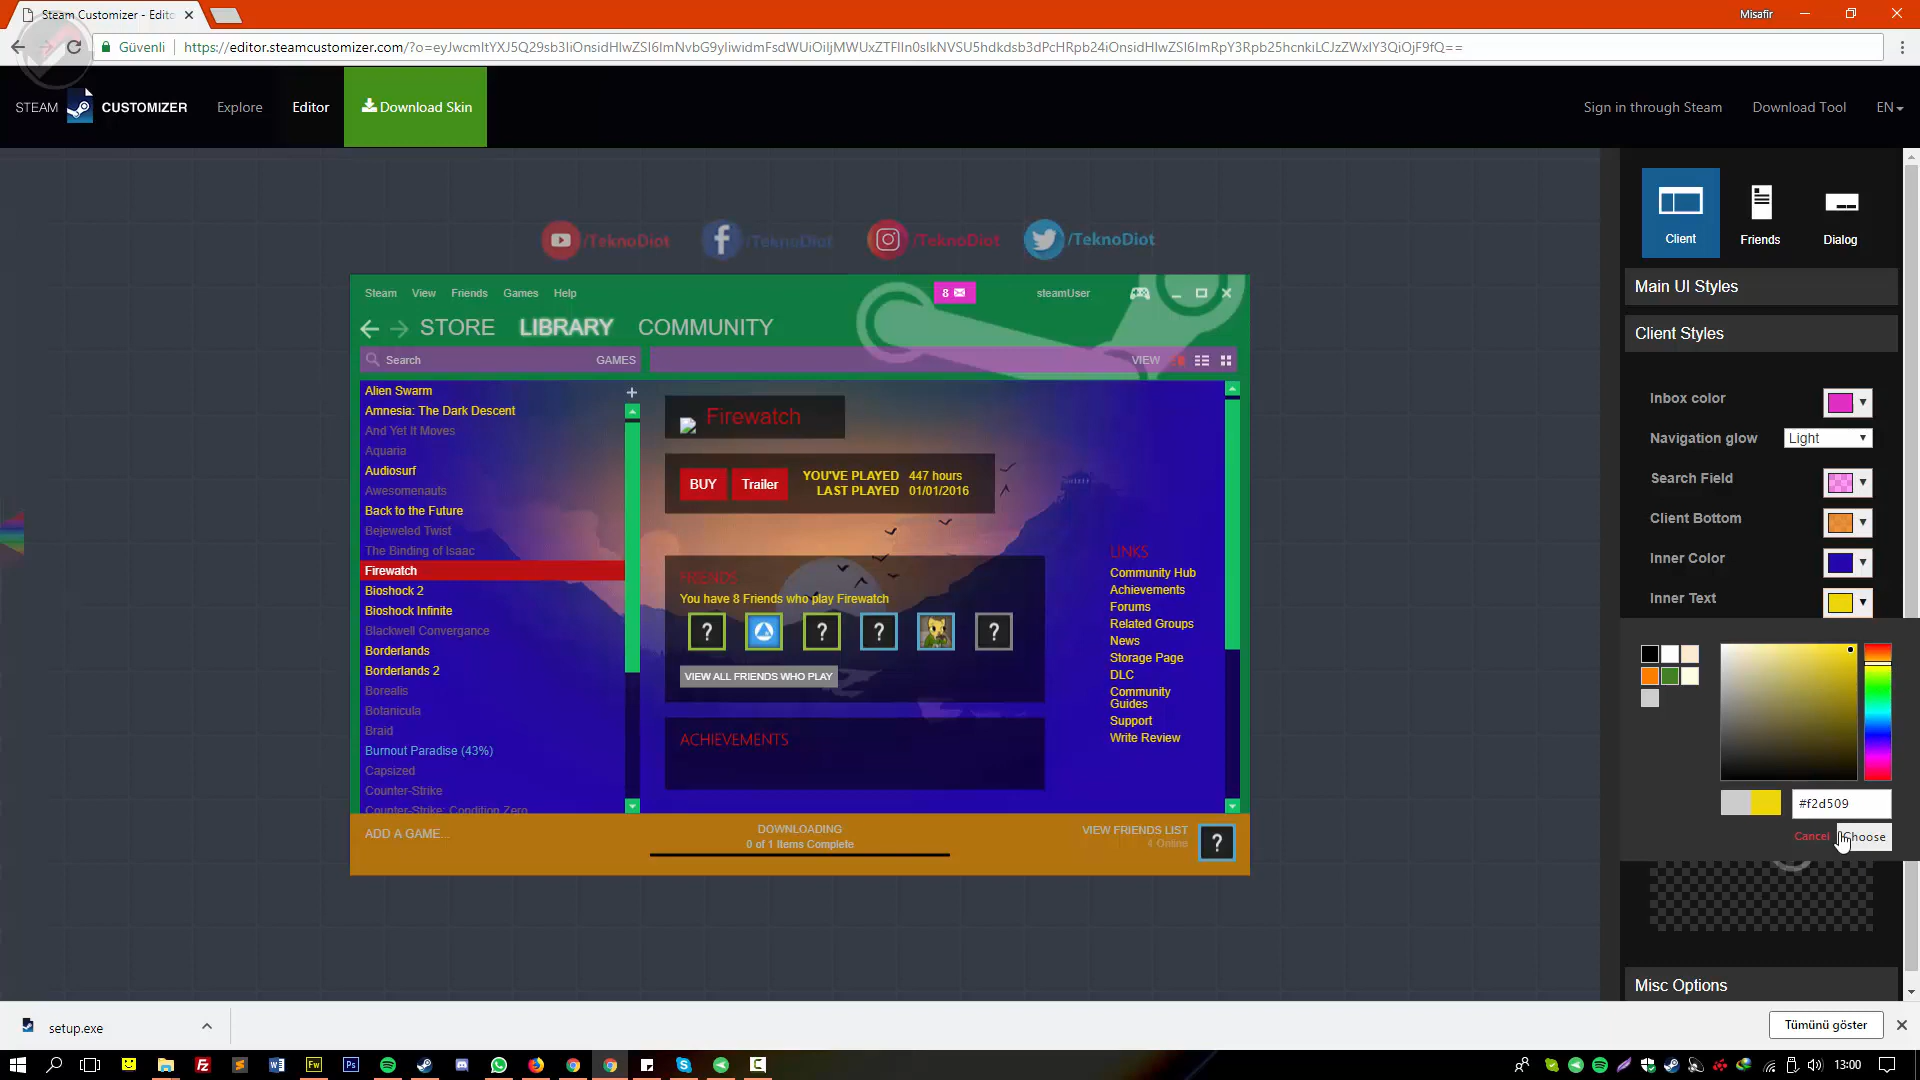 Steam Customizer - Edito
Misafir
Güvenli
STEAM CUSTOMIZER
Explore
Editor
Download Skin
Sign in through Steam
Download Tool
EN
/TeknoDiot
/TeknoDiot
/TeknoDiot
/TeknoDiot
Client
Friends
Dialog
Main UI Styles
Client Styles
Inbox color
Navigation glow
Light
Search Field
Client Bottom
Inner Color
Inner Text
#f2d509
Cancel
Choose
Misc Options
Steam
View
Friends
Games
Help
8
steamUser
STORE
LIBRARY
COMMUNITY
Search
GAMES
VIEW
Alien Swarm
Amnesia: The Dark Descent
And Yet It Moves
Aquaria
Audiosurf
Awesomenauts
Back to the Future
Bejeweled Twist
The Binding of Isaac
Firewatch
Bioshock 2
Bioshock Infinite
Blackwell Convergance
Borderlands
Borderlands 2
Borealis
Botanicula
Braid
Burnout Paradise (43%)
Capsized
Counter-Strike
Counter-Strike: Condition Zero
Firewatch
BUY
Trailer
YOU'VE PLAYED 447 hours
LAST PLAYED 01/01/2016
FRIENDS
You have 8 Friends who play Firewatch
? ? ? ?
VIEW ALL FRIENDS WHO PLAY
ACHIEVEMENTS
LINKS
Community Hub
Achievements
Forums
Related Groups
News
Storage Page
DLC
Community
Guides
Support
Write Review
ADD A GAME...
DOWNLOADING
0 of 1 Items Complete
VIEW FRIENDS LIST
4 Online
?
setup.exe
Tümünü göster
Fw
Ps
13:00